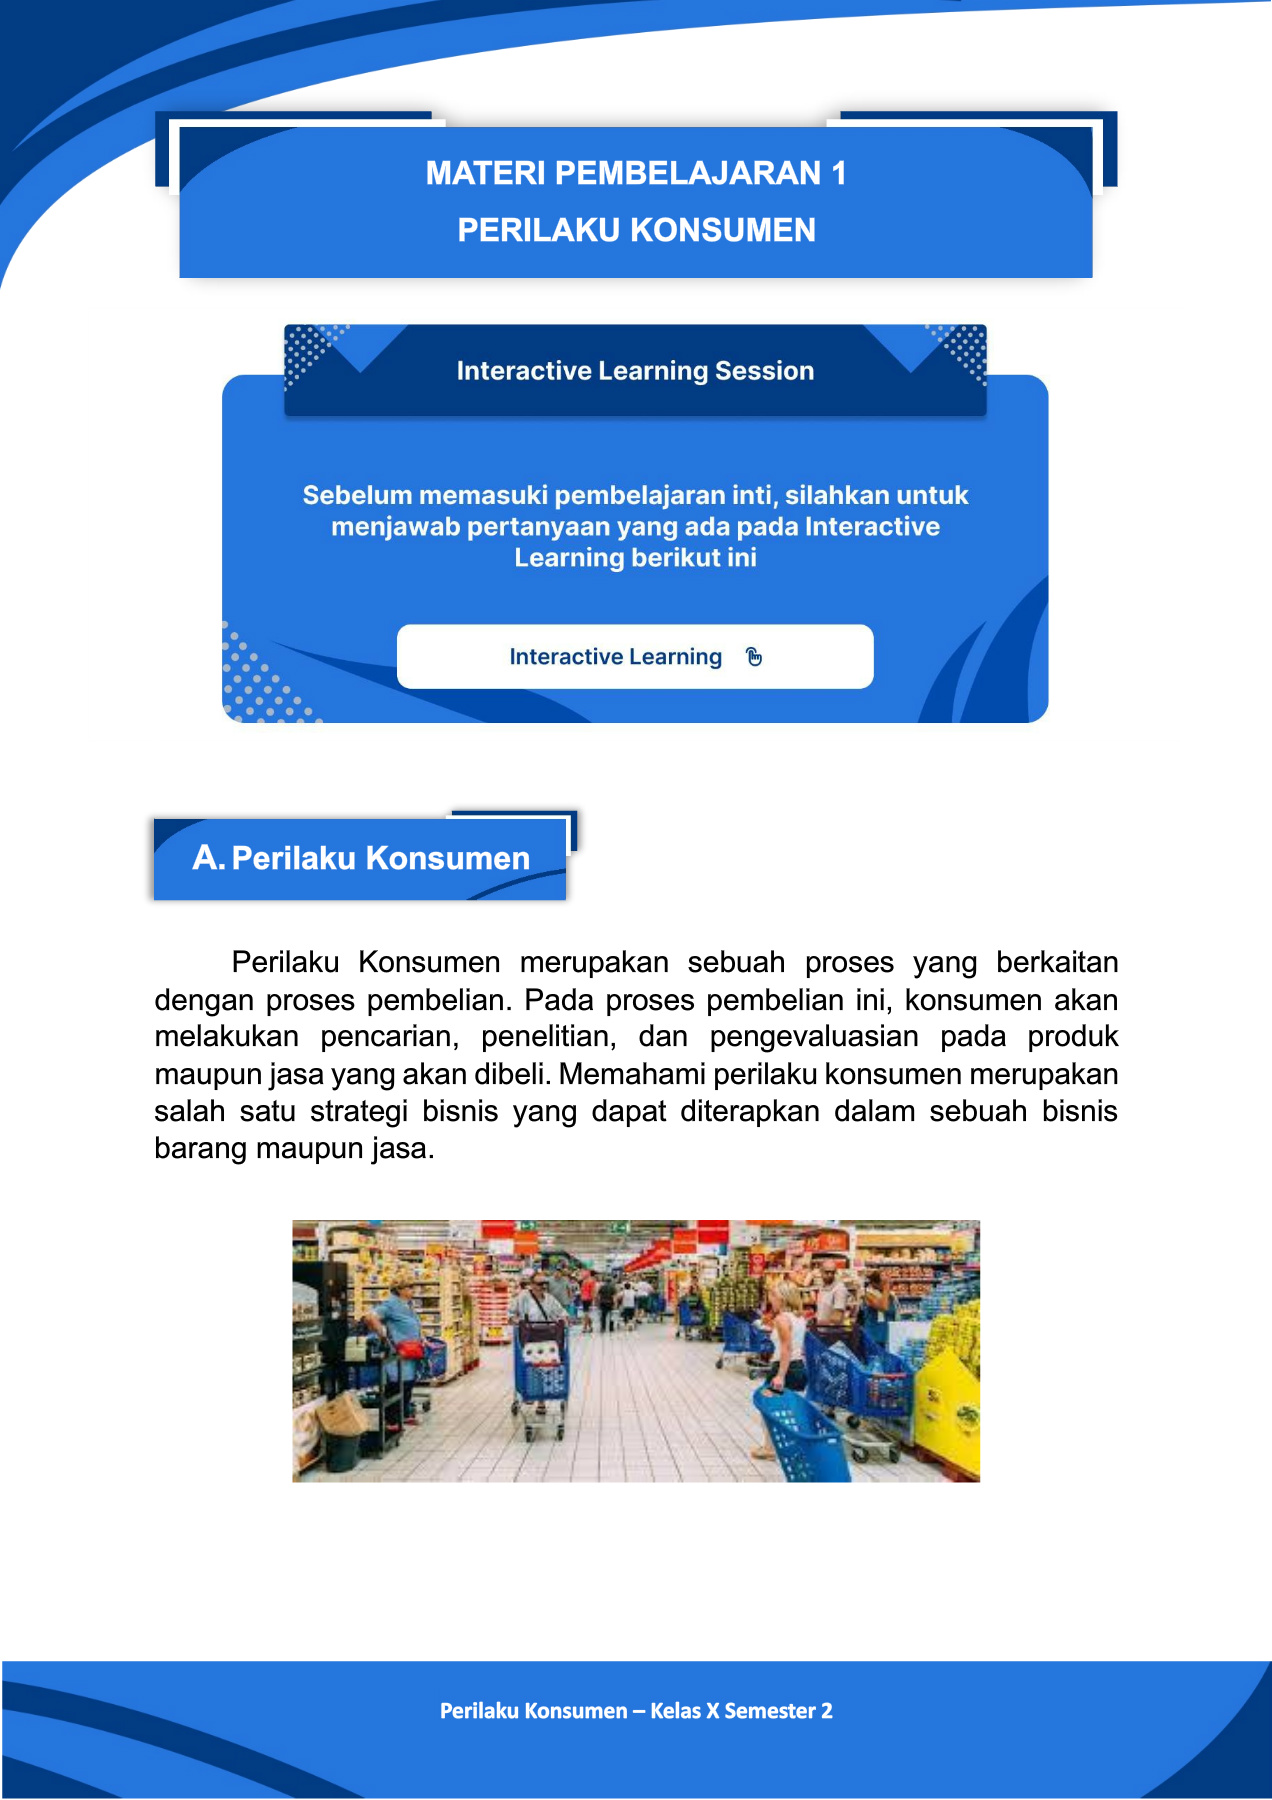 MATERI PEMBELAJARAN 1
PERILAKU KONSUMEN
Interactive Learning Session
Sebelum memasuki pembelajaran inti, silahkan untuk
menjawab pertanyaan yang ada pada Interactive
Learning berikut ini
Interactive Learning
A. Perilaku Konsumen
Perilaku Konsumen merupakan sebuah proses yang berkaitan
dengan proses pembelian. Pada proses pembelian ini, konsumen akan
melakukan pencarian, penelitian, dan pengevaluasian pada produk
maupun jasa yang akan dibeli. Memahami perilaku konsumen merupakan
salah satu strategi bisnis yang dapat diterapkan dalam sebuah bisnis
barang maupun jasa.
Perilaku Konsumen – Kelas X Semester 2